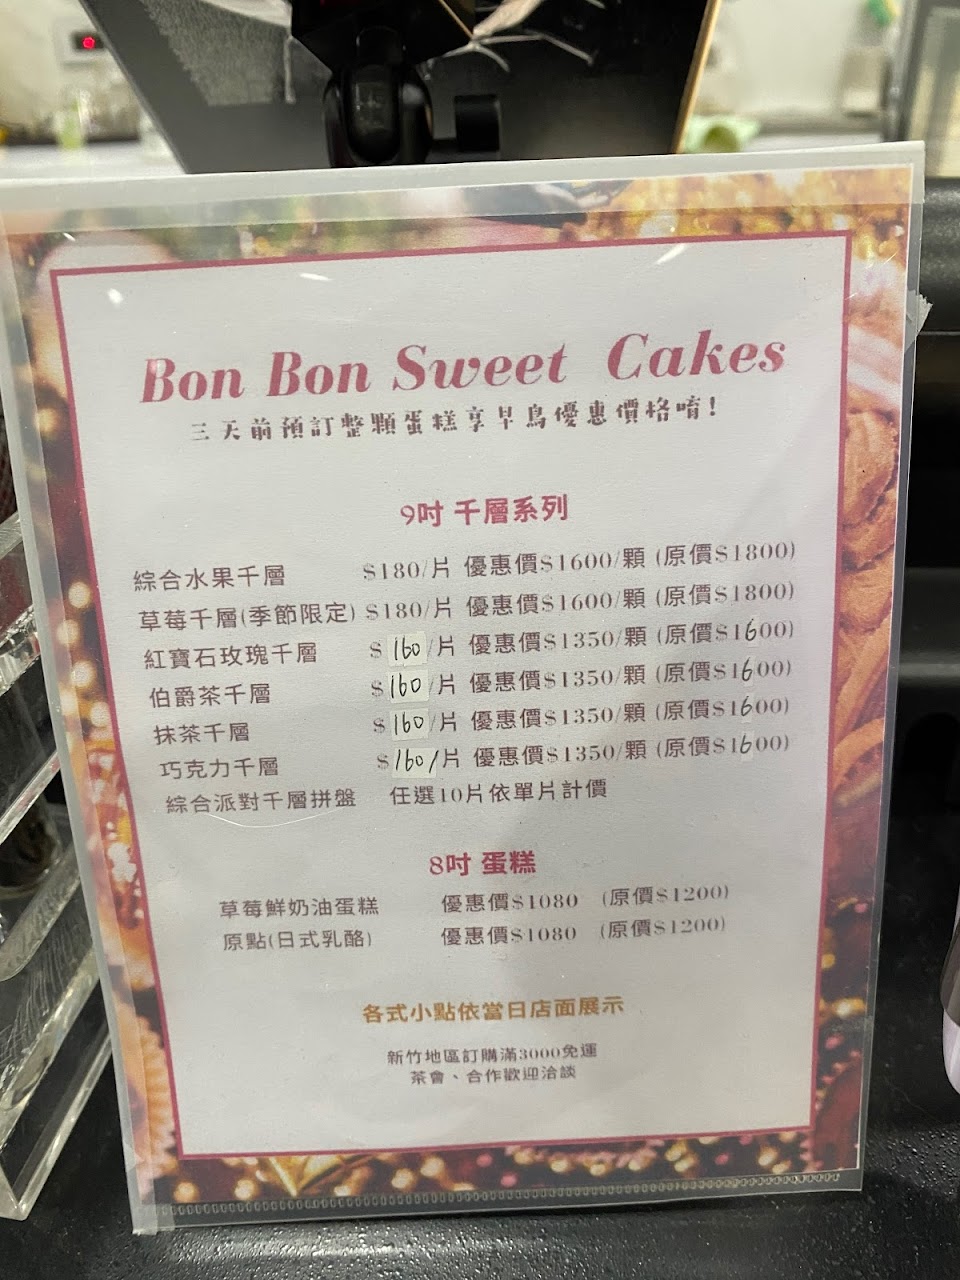 Bon Bon Sweet Cakes
三天前預訂整顆蛋糕享早鳥優惠價格唷!
9吋 千層系列
綜合水果千層 $180/片 優惠價$1600/顆 (原價$1800)
草莓千層(季節限定) $180/片 優惠價$1600/顆 (原價$1800)
紅寶石玫瑰千層 $160/片 優惠價$1350/顆 (原價$1600)
伯爵茶千層 $160/片 優惠價$1350/顆 (原價$1600)
抹茶千層 $160/片 優惠價$1350/顆 (原價$1600)
巧克力千層 $160/片 優惠價$1350/顆 (原價$1600)
綜合派對千層拼盤 任選10片依單片計價
8吋 蛋糕
草莓鮮奶油蛋糕 優惠價$1080 (原價$1200)
原點(日式乳酪) 優惠價$1080 (原價$1200)
各式小點依當日店面展示
新竹地區訂購滿3000免運
茶會、合作歡迎洽談